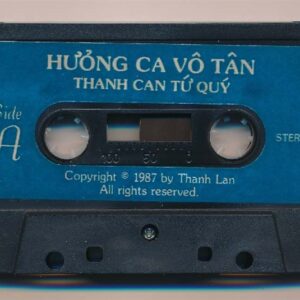 HƯỞNG CA VÔ TÂN
THANH CAN TỨ QUÝ
Side
A
STER
100 50 0
Copyright © 1987 by Thanh Lan
All rights reserved.